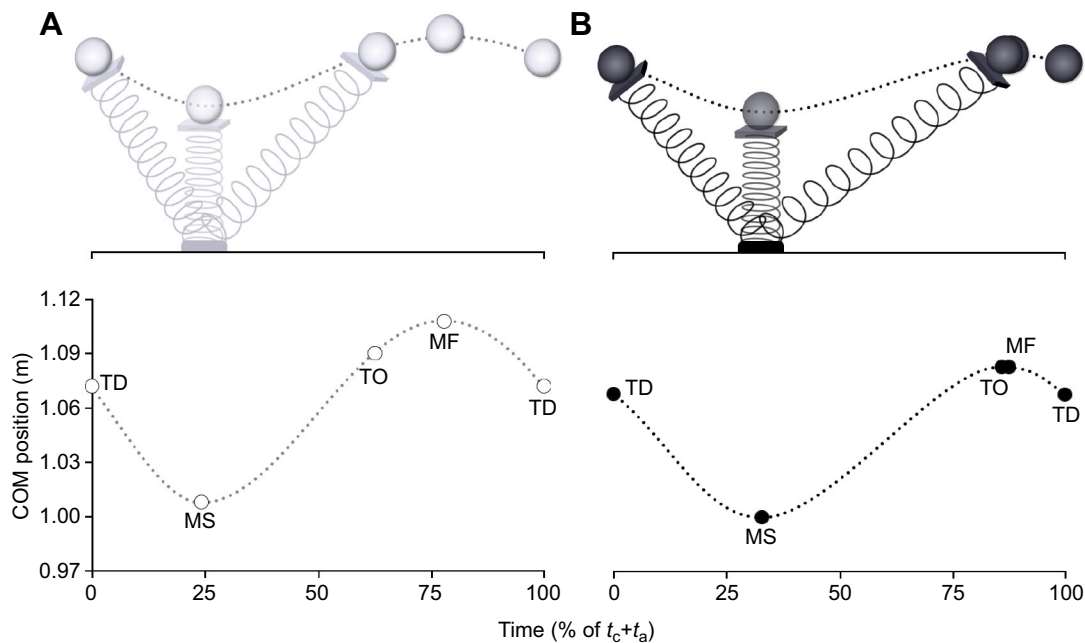 A
B
1.12
1.09
1.06
1.03
1.00
0.97
COM position (m)
TD
MS
TO
MF
TD
TD
MS
TO
MF
TD
0
25
50
75
100
0
25
50
75
100
Time (% of tc+ta)